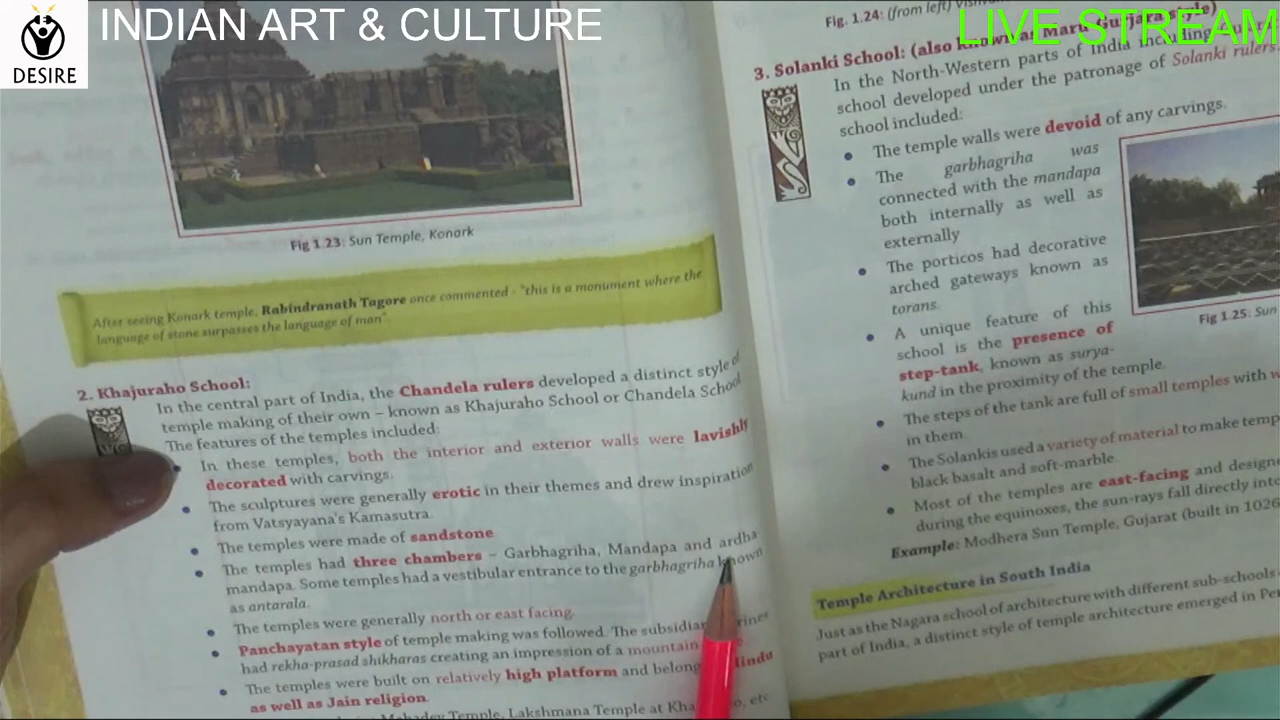 DESIRE
INDIAN ART & CULTURE
LIVE STREAM
Fig 1.23: Sun Temple, Konark
After seeing Konark temple, Rabindranath Tagore once commented - "this is a monument where the
language of stone surpasses the language of man".
2. Khajuraho School:
In the central part of India, the Chandela rulers developed a distinct style of
temple making of their own – known as Khajuraho School or Chandela School
The features of the temples included:
• In these temples, both the interior and exterior walls were lavishly
decorated with carvings.
• The sculptures were generally erotic in their themes and drew inspiration
from Vatsyayana's Kamasutra.
• The temples were made of sandstone
• The temples had three chambers – Garbhagriha, Mandapa and ardha
mandapa. Some temples had a vestibular entrance to the garbhagriha known
as antarala.
• The temples were generally north or east facing.
• Panchayatan style of temple making was followed. The
had rekha-prasad shikharas creating an impression of a mountain
• The temples were built on relatively high platform and
as well as Jain religion.
Temple, Lakshmana Temple at etc
Fig. 1.24: (from left)
3. Solanki School: (also known as Maru-Gurjara style)
In the North-Western parts of India including
school developed under the patronage of Solanki rulers.
school included:
• The temple walls were devoid of any carvings.
• The garbhagriha was
connected with the mandapa
both internally as well as
externally
• The porticos had decorative
arched gateways known as
torans.
• A unique feature of this
school is the presence of
step-tank, known as surya-
kund in the proximity of the temple.
• The steps of the tank are full of small temples with
in them.
• The Solankis used a variety of material to make
black basalt and soft-marble.
• Most of the temples are east-facing and
during the equinoxes, the sun-rays fall directly
Example: Modhera Sun Temple, Gujarat (built in
Fig 1.25: Sun
Temple Architecture in South India
Just as the Nagara school of architecture with different sub-schools
part of India, a distinct style of temple architecture emerged in